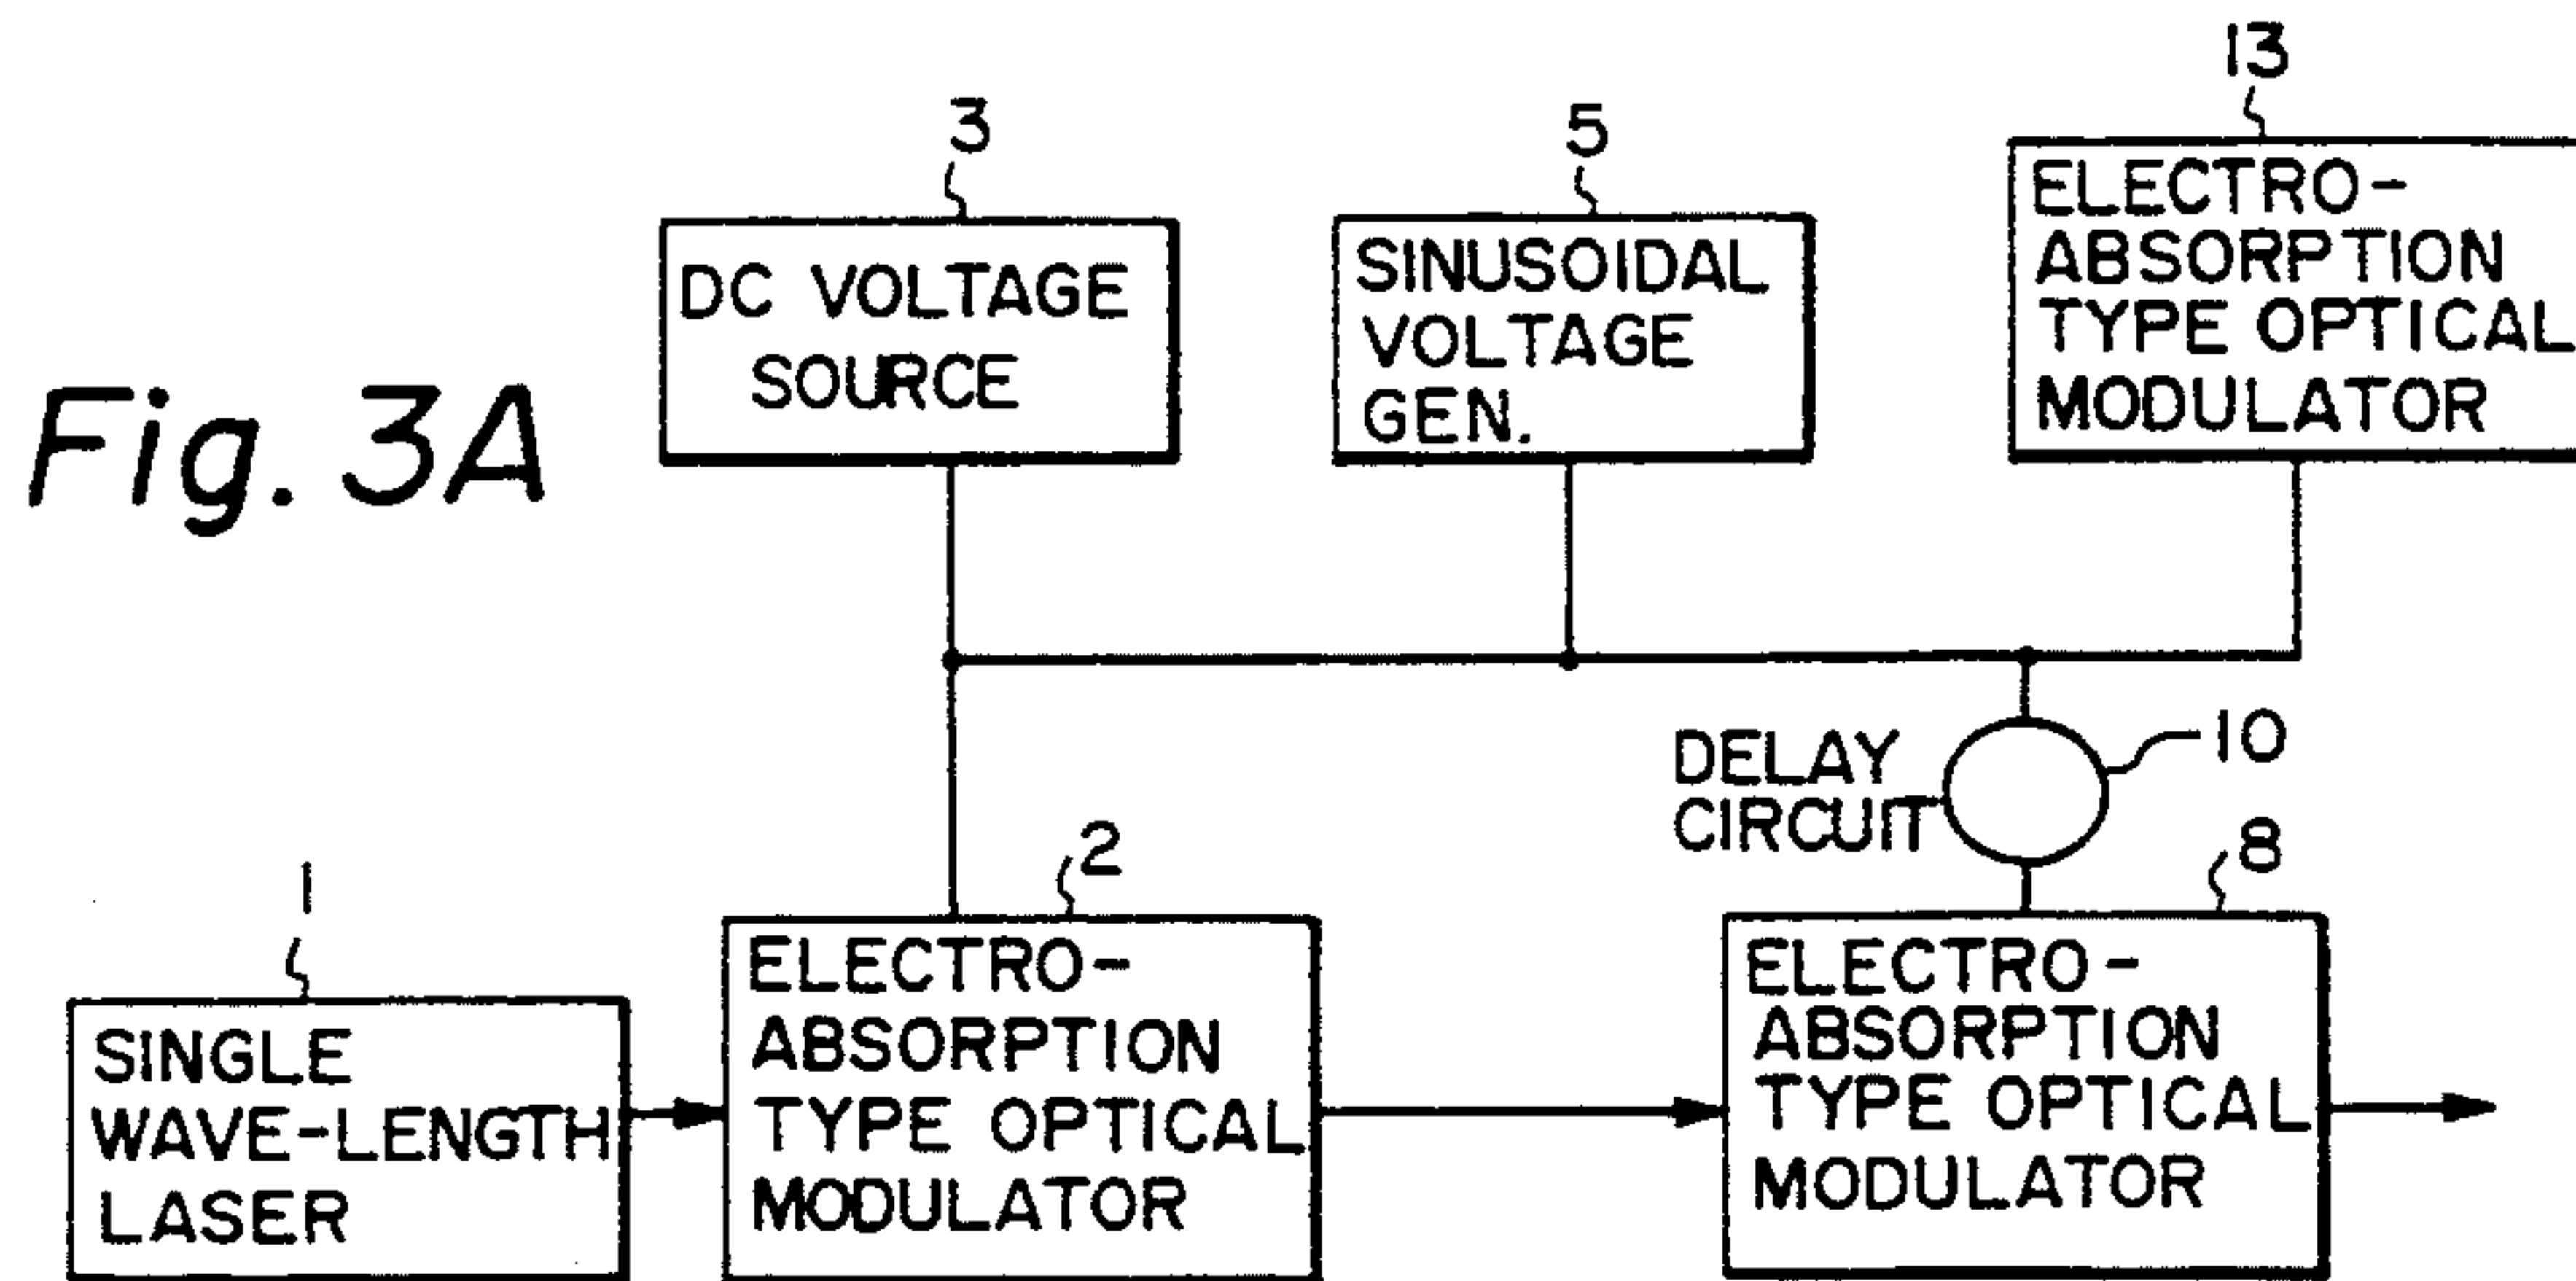 Fig. 3A
3
DC VOLTAGE
SOURCE
5
SINUSOIDAL
VOLTAGE
GEN.
13
ELECTRO-
ABSORPTION
TYPE OPTICAL
MODULATOR
DELAY
CIRCUIT
10
1
SINGLE
WAVE-LENGTH
LASER
2
ELECTRO-
ABSORPTION
TYPE OPTICAL
MODULATOR
8
ELECTRO-
ABSORPTION
TYPE OPTICAL
MODULATOR